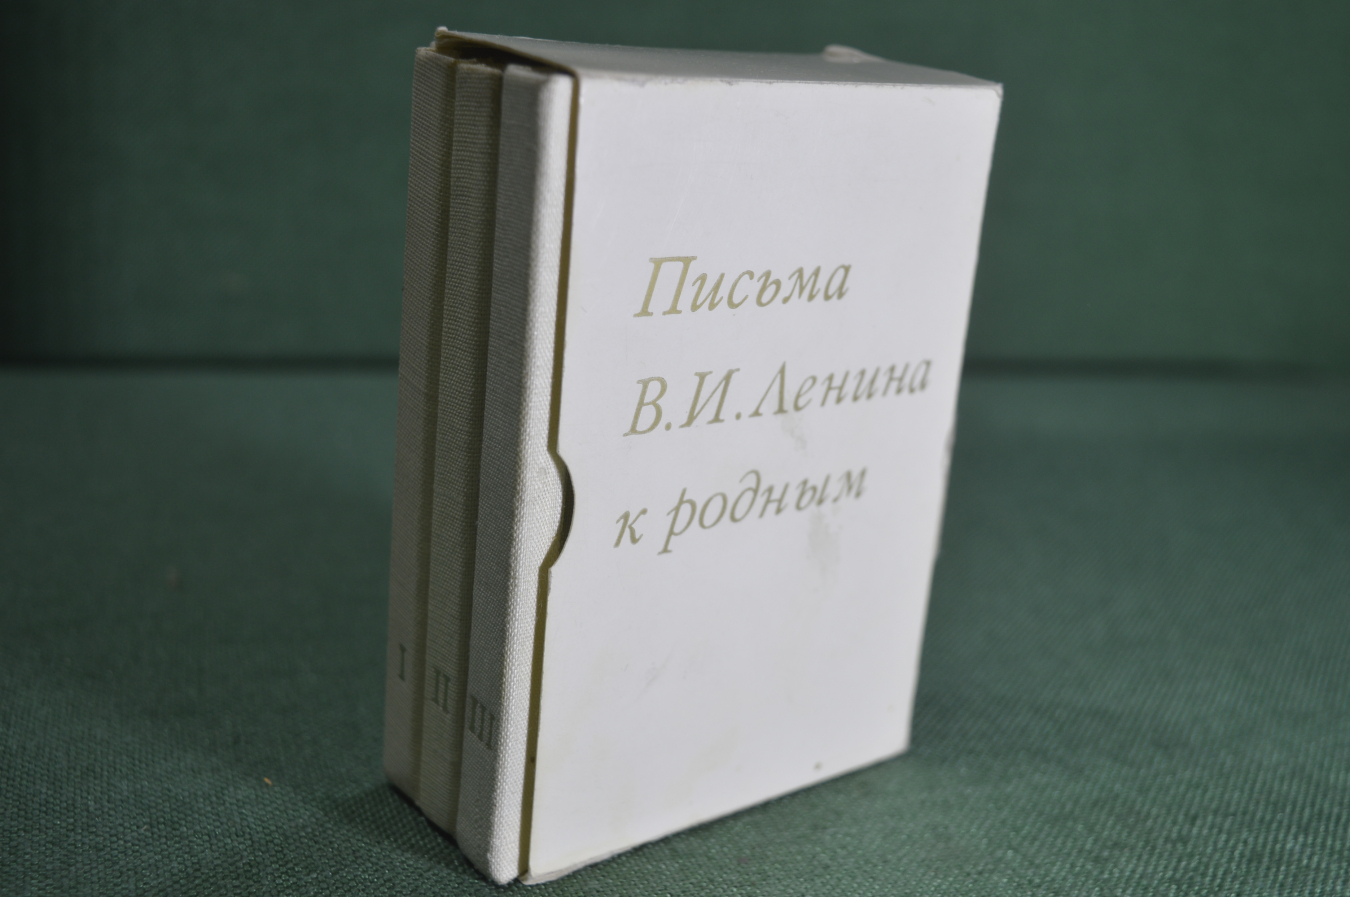 Письма
В.И.Ленина
к родным
I
II
III